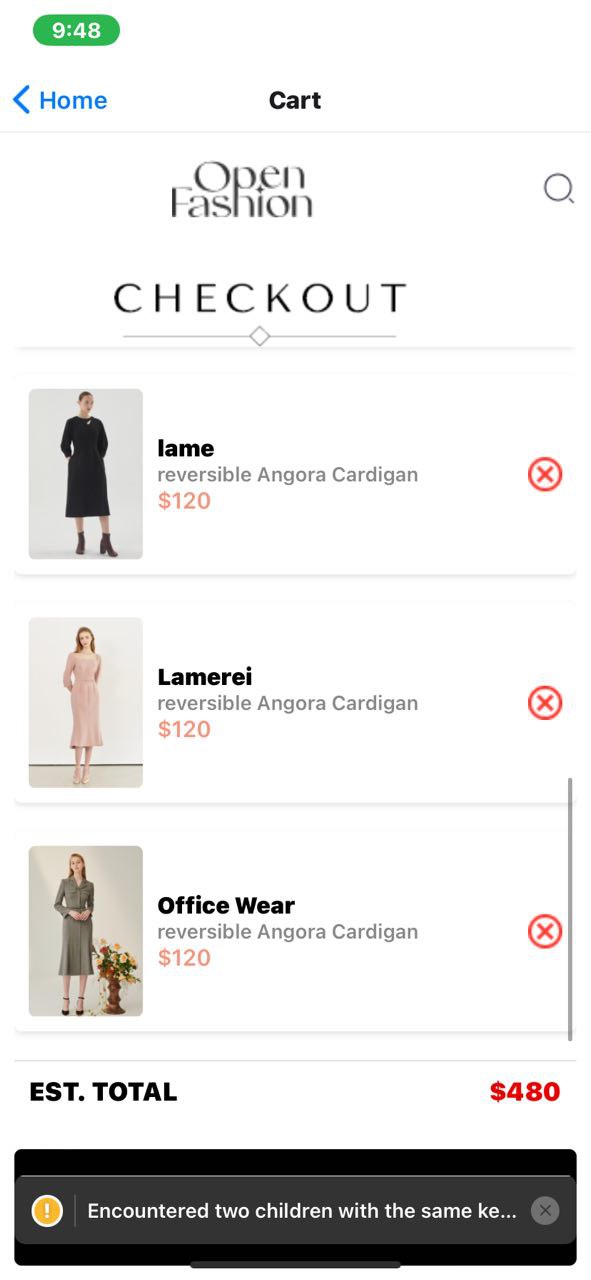 9:48
Home
Cart
Open
Fashion
CHECKOUT
lame
reversible Angora Cardigan
$120
Lamerei
reversible Angora Cardigan
$120
Office Wear
reversible Angora Cardigan
$120
EST. TOTAL $480
! Encountered two children with the same ke...